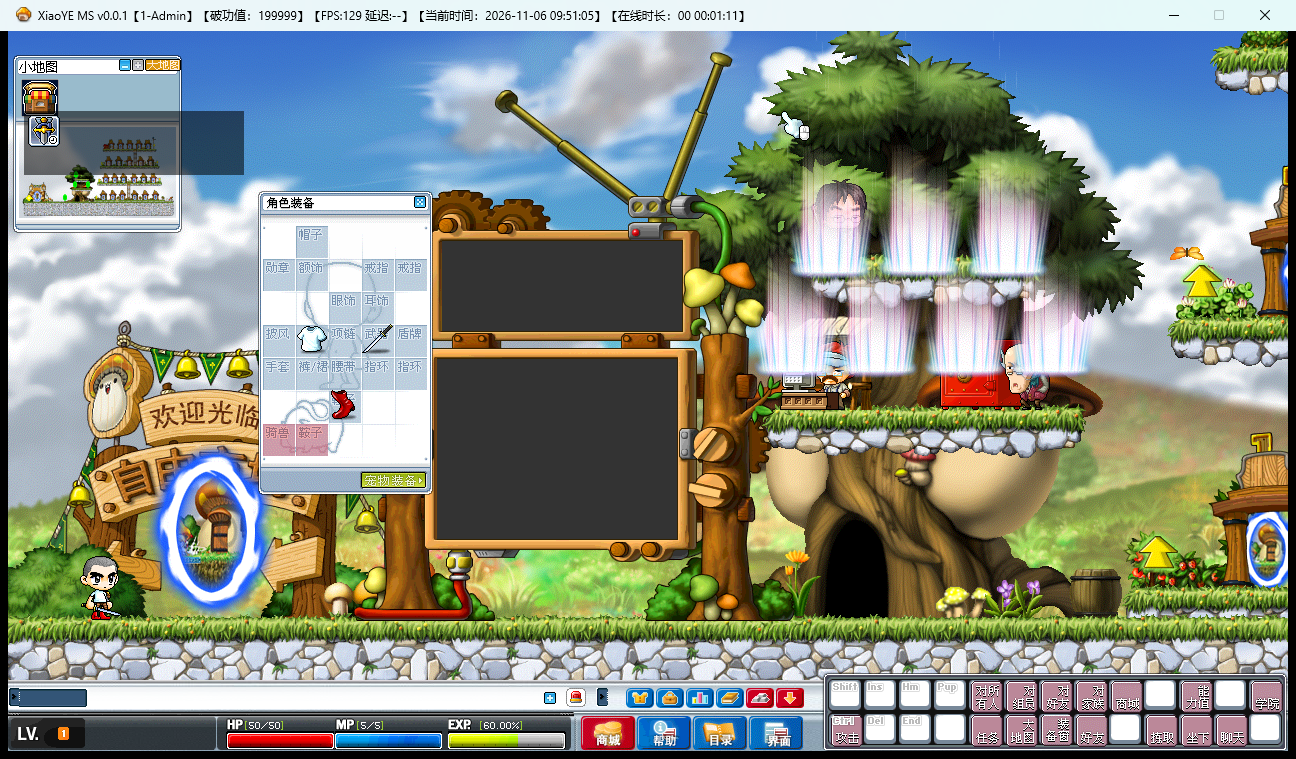 XiaoYE MS v0.0.1【1-Admin】【破功值：199999】【FPS:129 延迟:--】【当前时间：2026-11-06 09:51:05】【在线时长：00 00:01:11】
小地图
大地图
角色装备
帽子
勋章 额饰 戒指 戒指
眼饰 耳饰
披风 项链 武器 盾牌
手套 裤/裙 腰带 指环 指环
骑兽 鞍子
宠物装备
欢迎光临
自由市
LV. 1
HP [50/50] MP [5/5] EXP. [60.00%]
商城 帮助 目录 界面
Shift Ins Hm Pup 对所有人 对组员 对好友 对家族 商城 能力值 学院
Ctrl Del End
攻击 任务 大地图 装备窗 好友 拾取 坐下 聊天